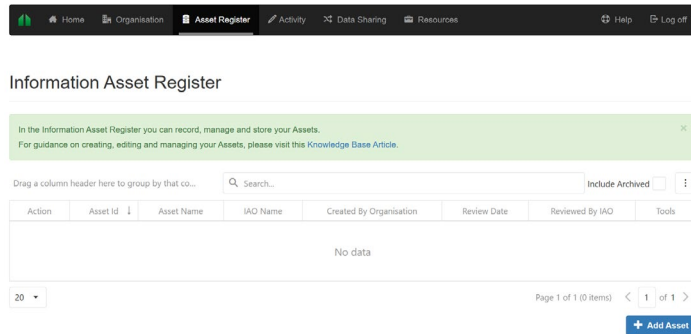 Home Organisation Asset Register Activity Data Sharing Resources Help Log off
Information Asset Register
In the Information Asset Register you can record, manage and store your Assets. ×
For guidance on creating, editing and managing your Assets, please visit this Knowledge Base Article.
Drag a column header here to group by that co... Search... Include Archived
Action Asset Id ↓ Asset Name IAO Name Created By Organisation Review Date Reviewed By IAO Tools
No data
20 Page 1 of 1 (0 items) < 1 of 1 >
+ Add Asset